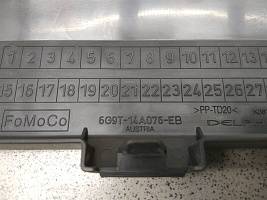 1 2 3 4 5 6 7 8 9 10 11 12 13
15 16 17 18 19 20 21 22 23 24 25 26 27
>PP-TD20<
FoMoCo
6G9T-14A076-EB
AUSTRIA